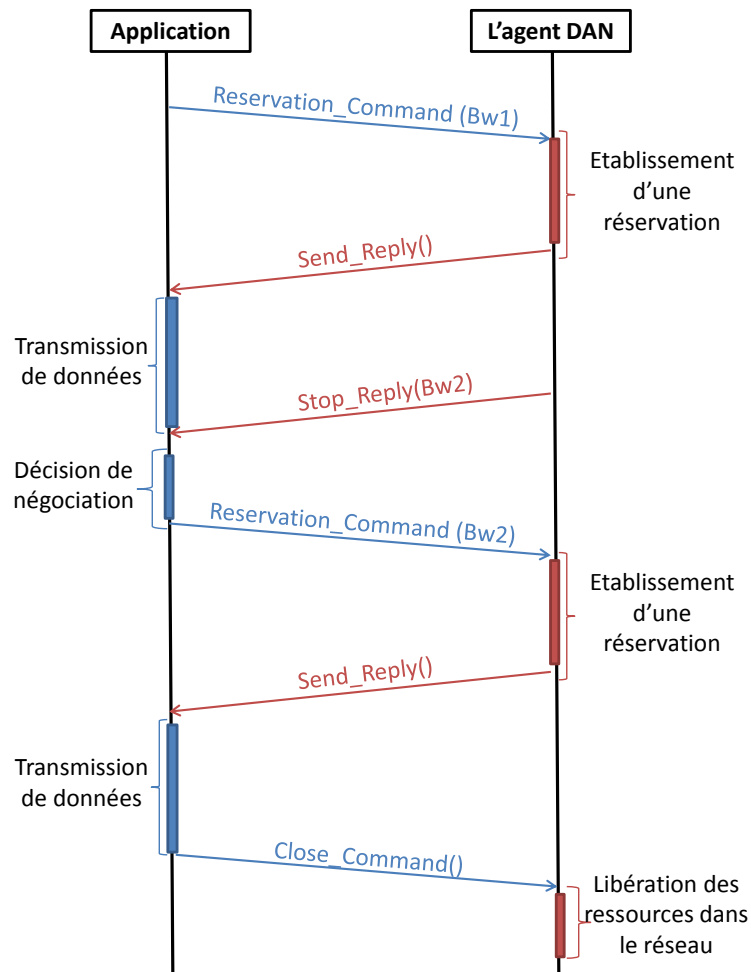 Application
L'agent DAN
Reservation_Command (Bw1)
Etablissement
d'une
réservation
Send_Reply()
Transmission
de données
Stop_Reply(Bw2)
Décision de
négociation
Reservation_Command (Bw2)
Etablissement
d'une
réservation
Send_Reply()
Transmission
de données
Close_Command()
Libération des
ressources dans
le réseau